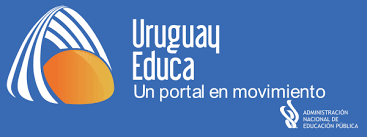 Uruguay
Educa
Un portal en movimiento
ADMINISTRACIÓN
NACIONAL DE
EDUCACIÓN PÚBLICA